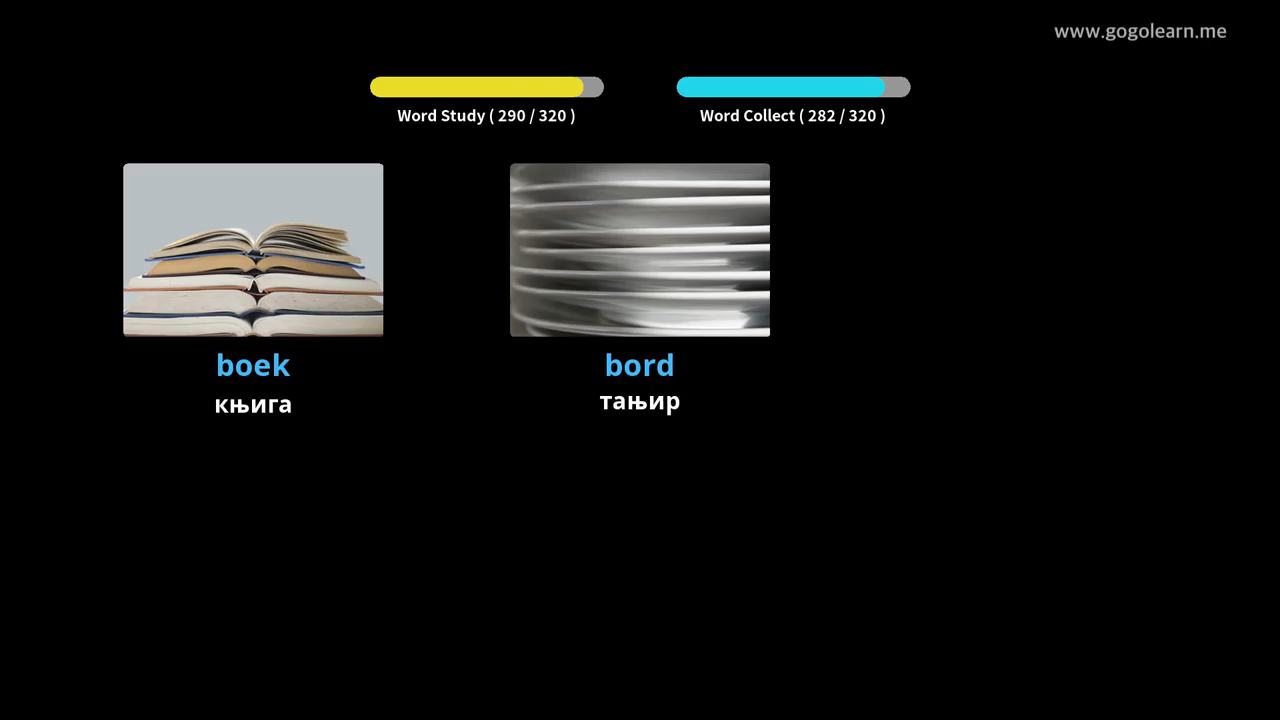 www.gogolearn.me
Word Study ( 290 / 320 )
Word Collect ( 282 / 320 )
boek
књига
bord
тањир